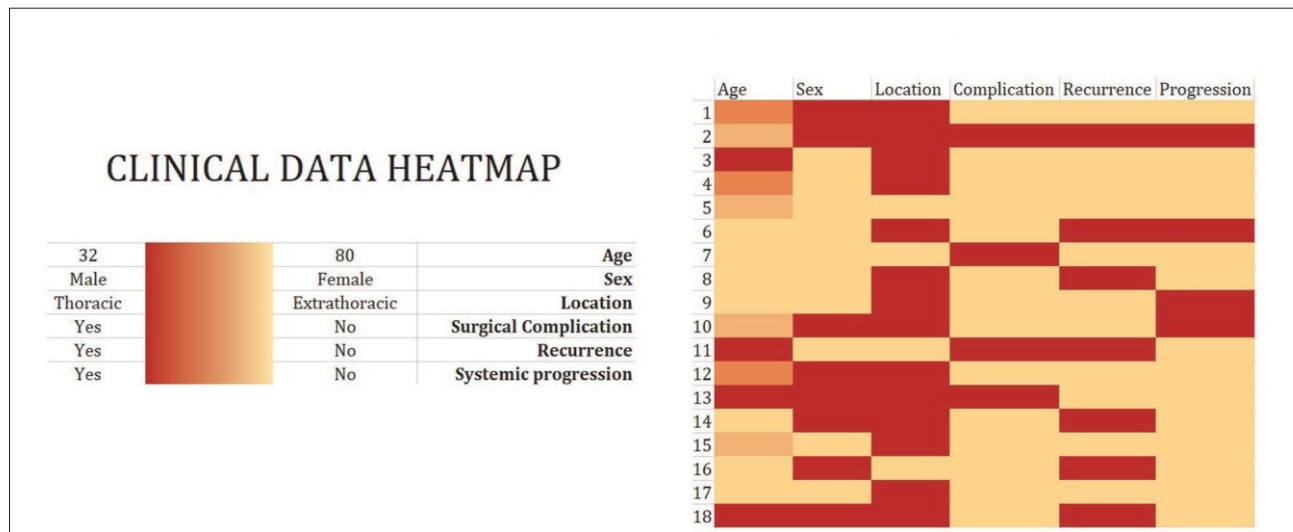 CLINICAL DATA HEATMAP
32 80 Age
Male Female Sex
Thoracic Extrathoracic Location
Yes No Surgical Complication
Yes No Recurrence
Yes No Systemic progression
Age Sex Location Complication Recurrence Progression
1
2
3
4
5
6
7
8
9
10
11
12
13
14
15
16
17
18